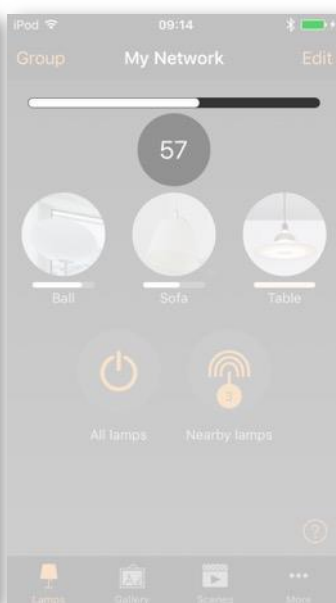 iPod 09:14
Group My Network Edit
57
Ball Sofa Table
3
All lamps Nearby lamps
?
Lamps Gallery Scenes More